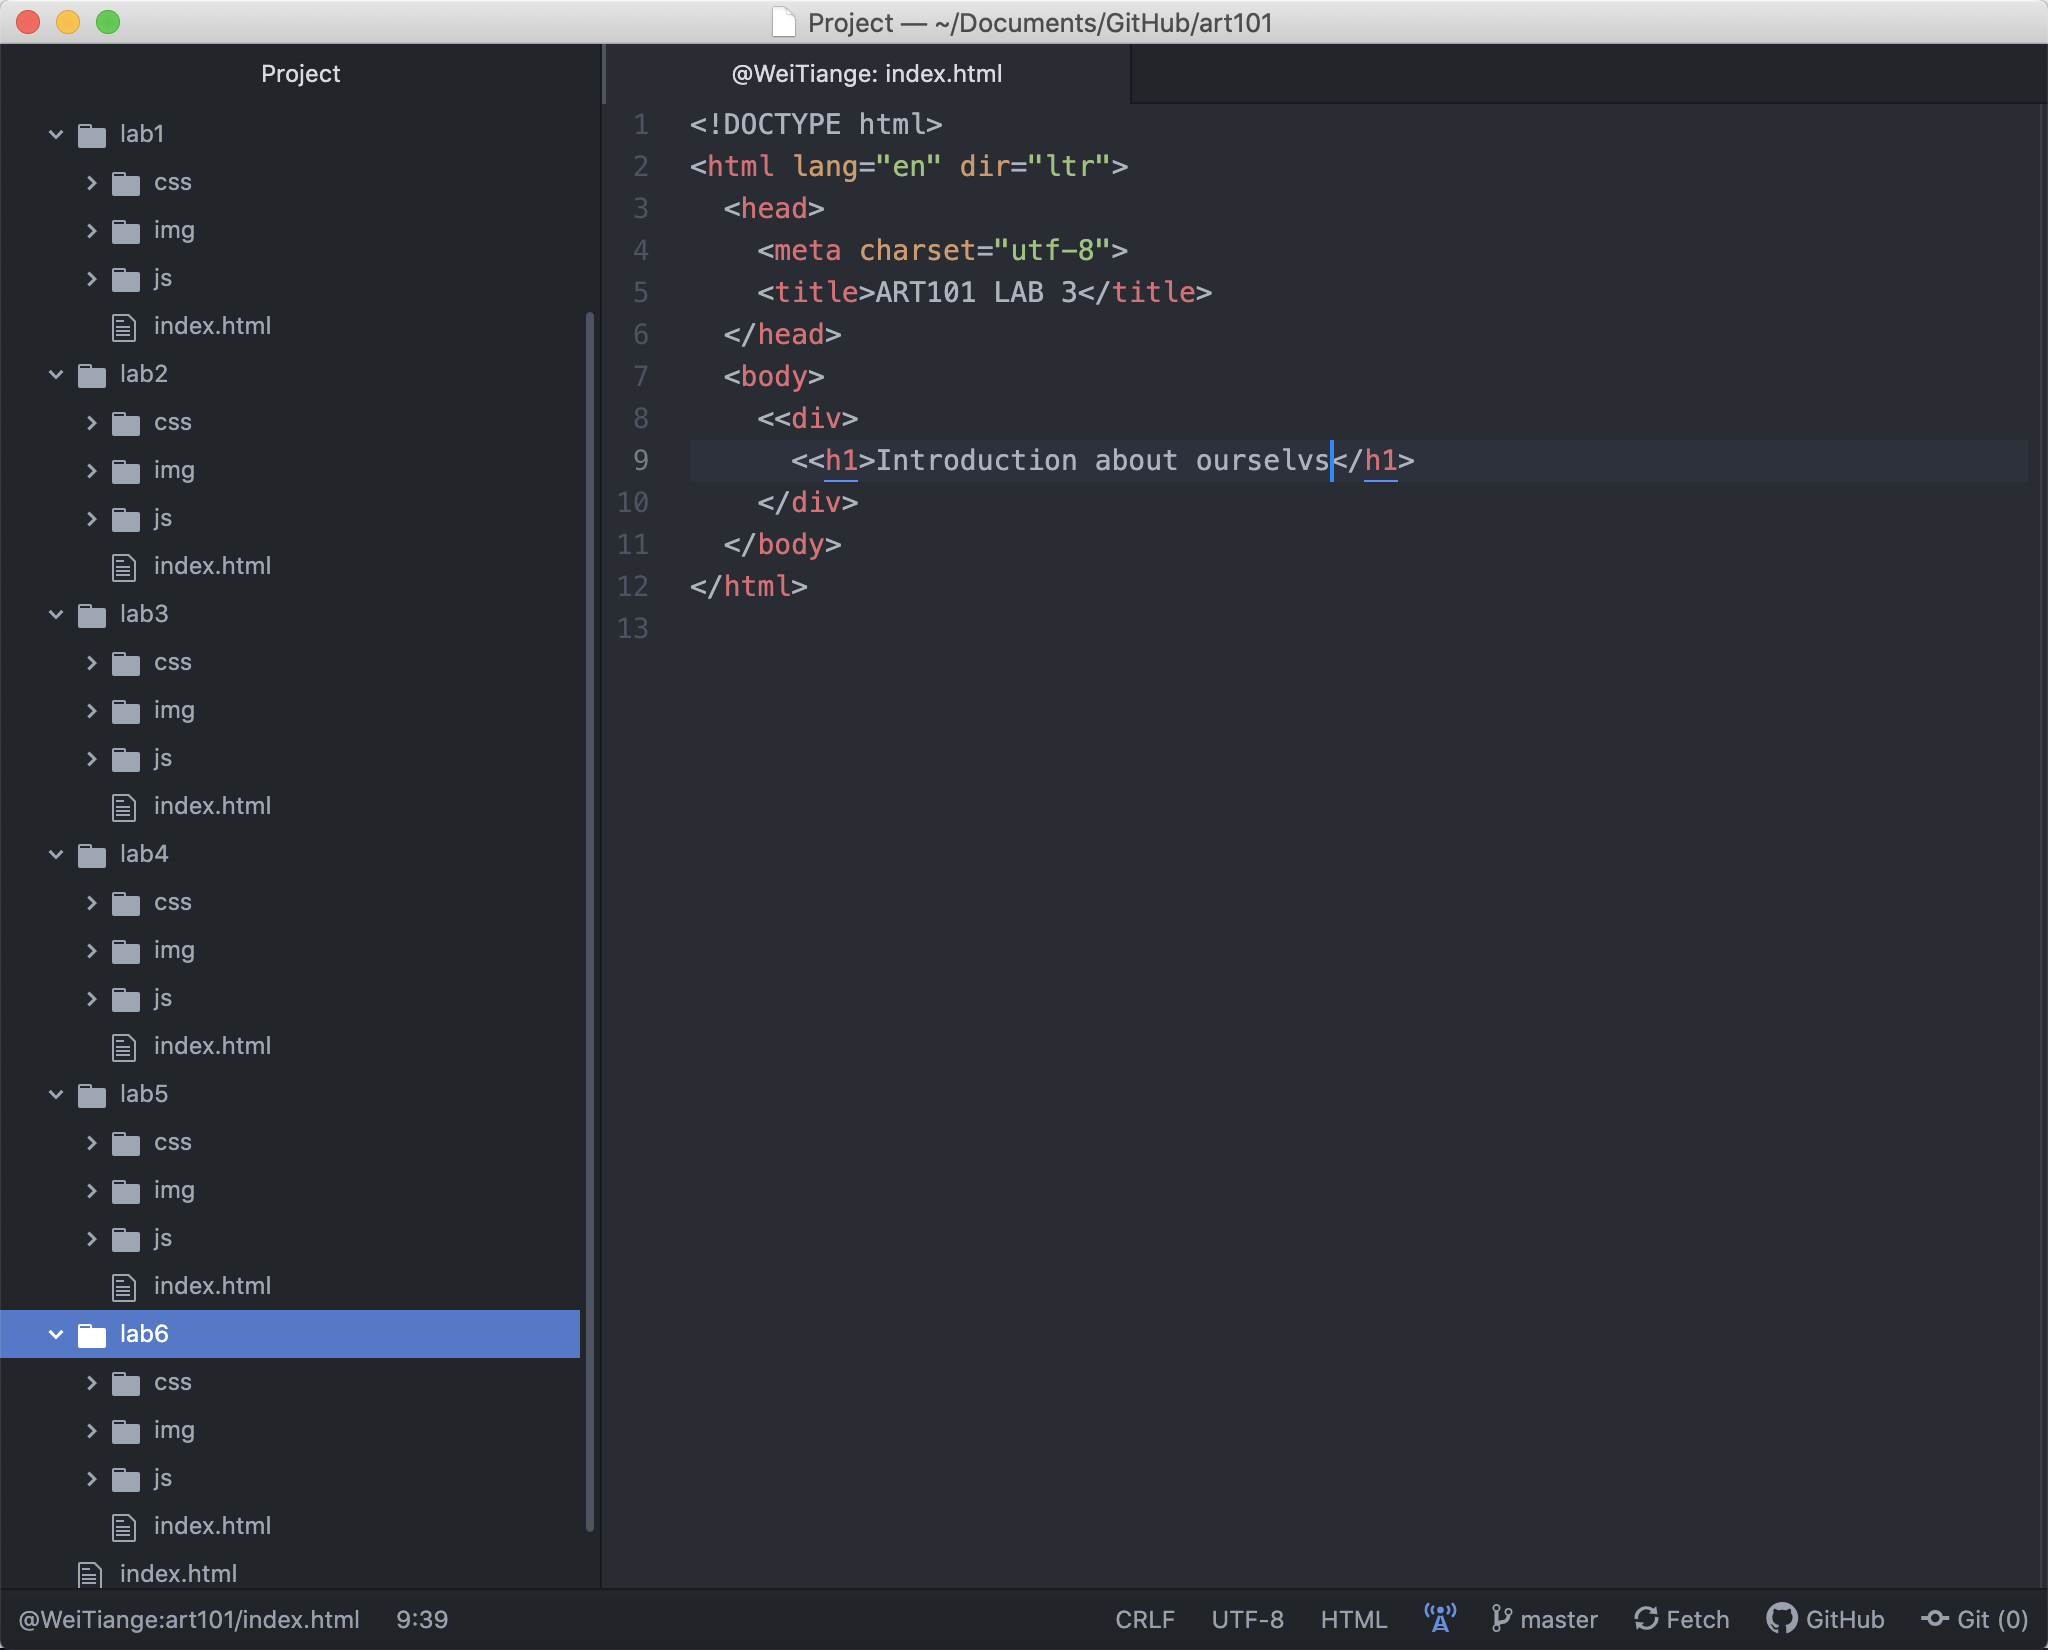 Project — ~/Documents/GitHub/art101
Project
lab1
css
img
js
index.html
lab2
css
img
js
index.html
lab3
css
img
js
index.html
lab4
css
img
js
index.html
lab5
css
img
js
index.html
lab6
css
img
js
index.html
index.html
@WeiTiange: index.html
1 <!DOCTYPE html>
2 <html lang="en" dir="ltr">
3   <head>
4     <meta charset="utf-8">
5     <title>ART101 LAB 3</title>
6   </head>
7   <body>
8     <<div>
9       <<h1>Introduction about ourselvs</h1>
10     </div>
11   </body>
12 </html>
13
@WeiTiange:art101/index.html 9:39 CRLF UTF-8 HTML master Fetch GitHub Git (0)